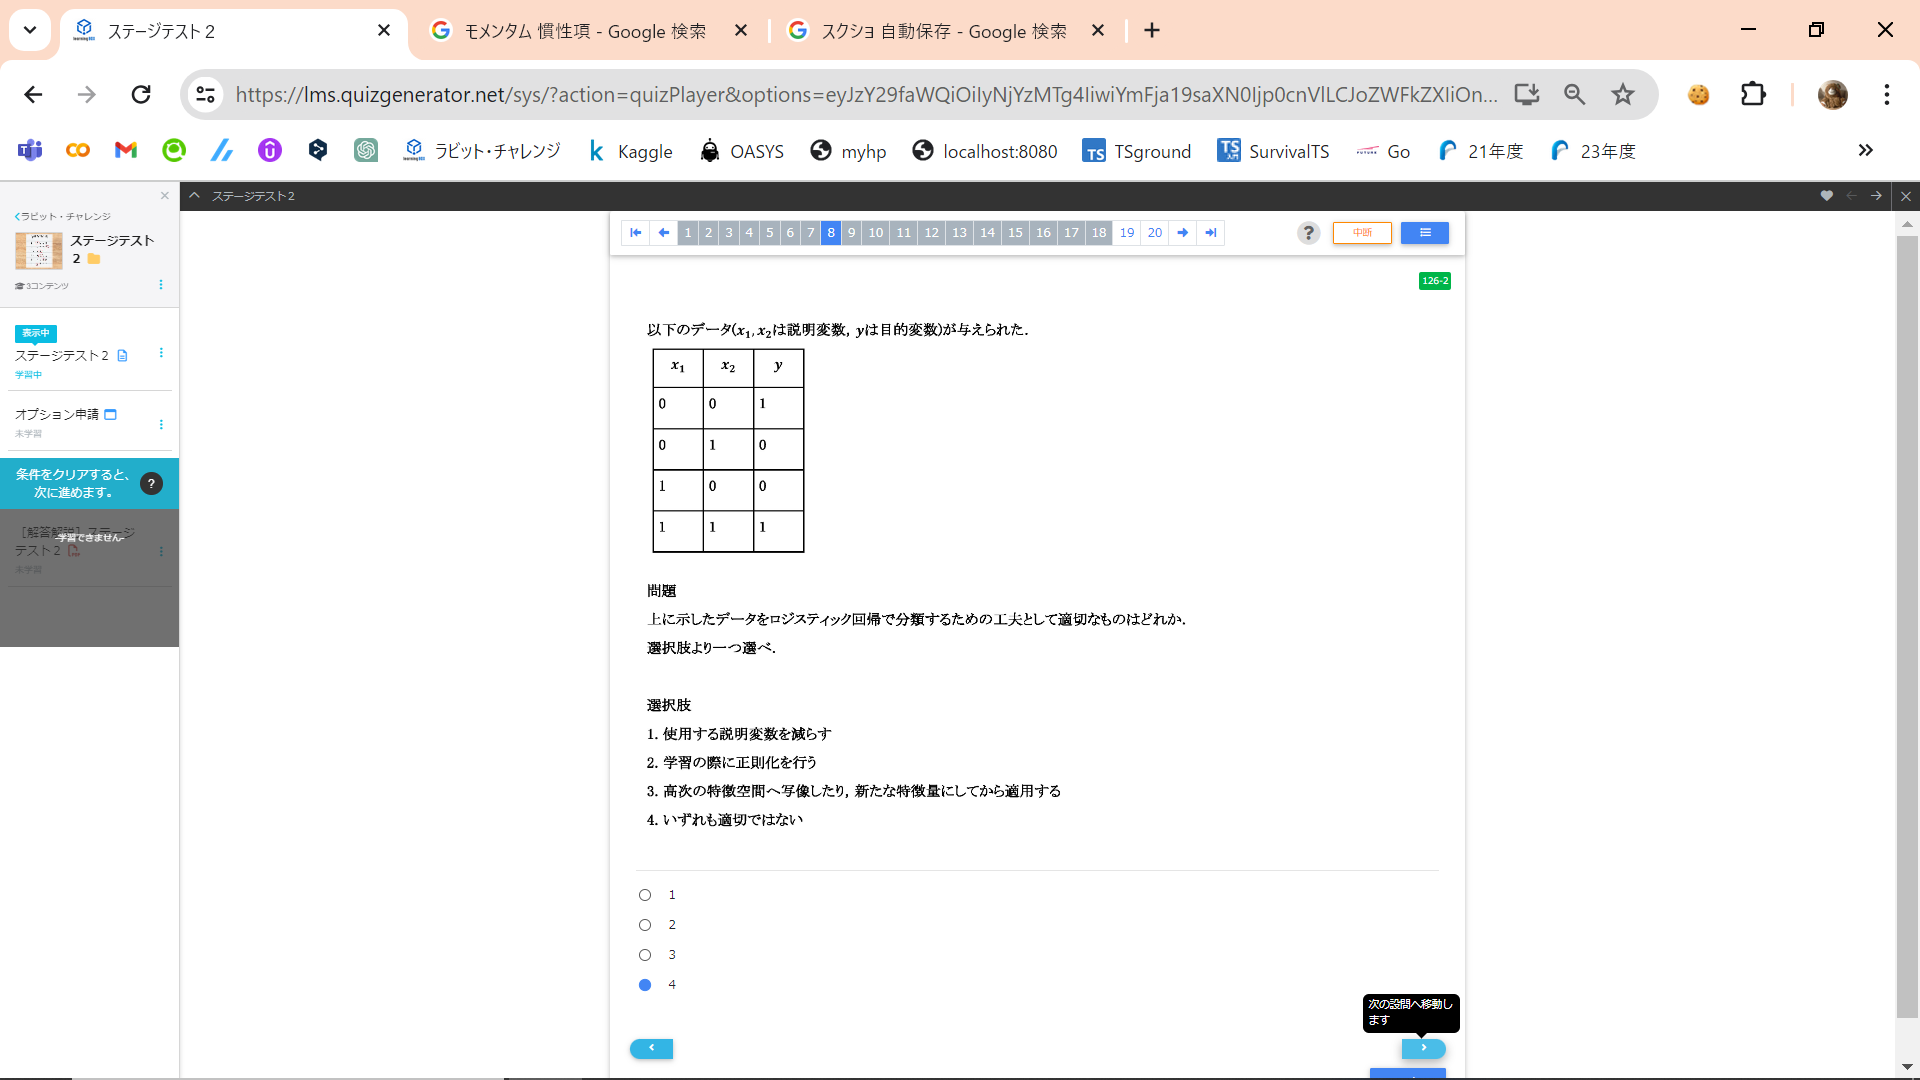 ステージテスト2
モメンタム 慣性項 - Google 検索
スクショ 自動保存 - Google 検索
https://lms.quizgenerator.net/sys/?action=quizPlayer&options=eyJzY29faWQiOiIyNjYzMTg4IiwiYmFja19saXN0Ijp0cnVlLCJoZWFkZXIiOn...
ラビット・チャレンジ
Kaggle
OASYS
myhp
localhost:8080
TSground
SurvivalTS
Go
21年度
23年度
ラビット・チャレンジ
ステージテスト
2
3コンテンツ
表示中
ステージテスト2
学習中
オプション申請
未学習
条件をクリアすると、
次に進めます。
?
[解答解説]ステージ
テスト2
-学習できません-
未学習
ステージテスト2
1 2 3 4 5 6 7 8 9 10 11 12 13 14 15 16 17 18 19 20
?
中断
126-2
以下のデータ(x₁, x₂は説明変数, yは目的変数)が与えられた.
x₁ x₂ y
0 0 1
0 1 0
1 0 0
1 1 1
問題
上に示したデータをロジスティック回帰で分類するための工夫として適切なものはどれか.
選択肢より一つ選べ.
選択肢
1. 使用する説明変数を減らす
2. 学習の際に正則化を行う
3. 高次の特徴空間へ写像したり, 新たな特徴量にしてから適用する
4. いずれも適切ではない
1
2
3
4
次の設問へ移動し
ます